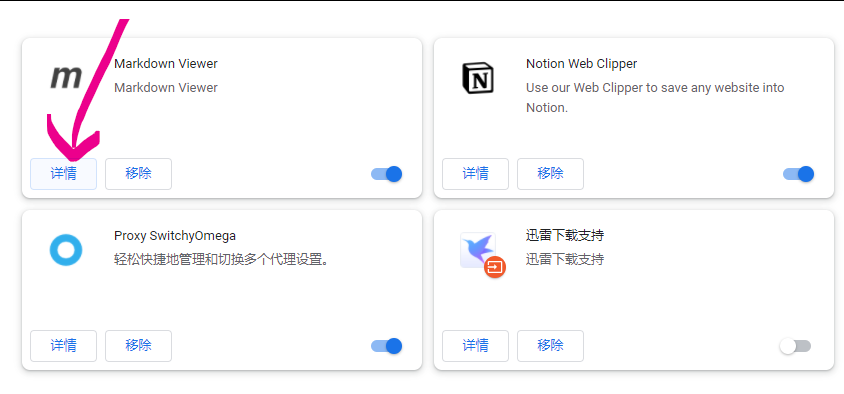 Markdown Viewer
Markdown Viewer
详情
移除
Notion Web Clipper
Use our Web Clipper to save any website into
Notion.
详情
移除
Proxy SwitchyOmega
轻松快捷地管理和切换多个代理设置。
详情
移除
迅雷下载支持
迅雷下载支持
详情
移除